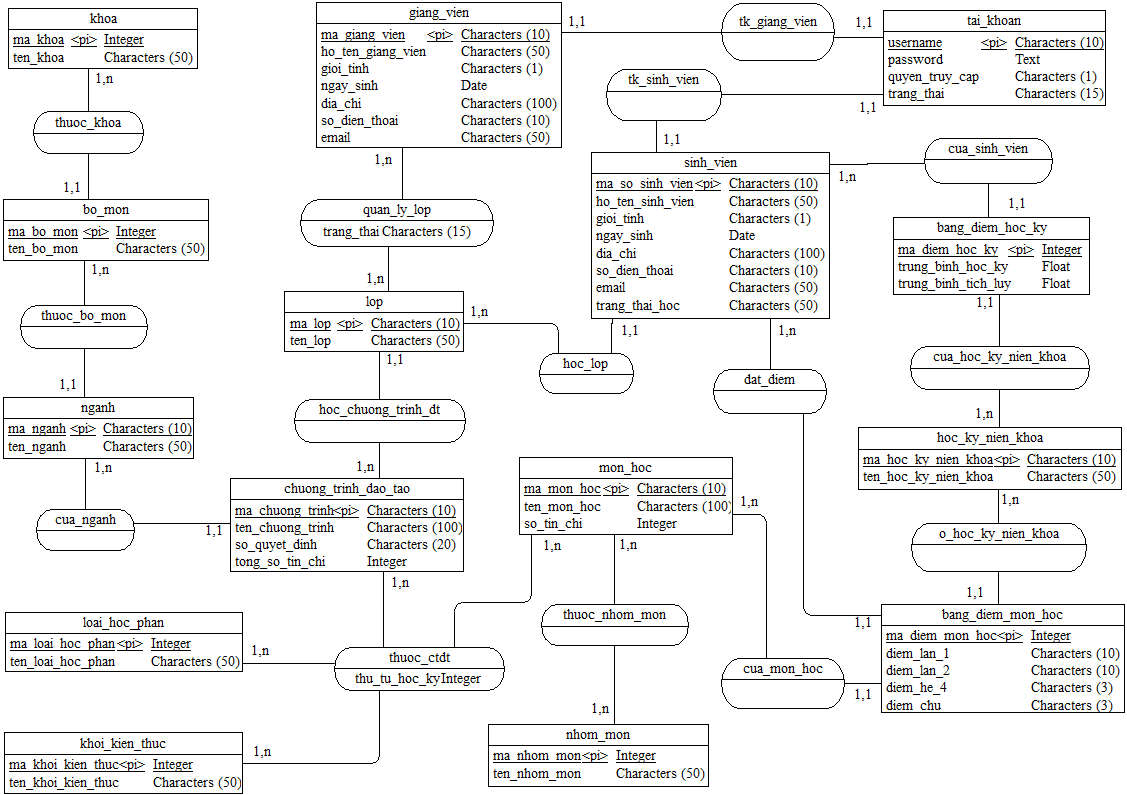 khoa
ma_khoa <pi> Integer
ten_khoa Characters (50)
1,n
thuoc_khoa
1,1
bo_mon
ma_bo_mon <pi> Integer
ten_bo_mon Characters (50)
1,n
thuoc_bo_mon
1,1
nganh
ma_nganh <pi> Characters (10)
ten_nganh Characters (50)
1,n
cua_nganh
1,1
giang_vien
ma_giang_vien <pi> Characters (10)
ho_ten_giang_vien Characters (50)
gioi_tinh Characters (1)
ngay_sinh Date
dia_chi Characters (100)
so_dien_thoai Characters (10)
email Characters (50)
1,1
tk_giang_vien
1,1
tai_khoan
username <pi> Characters (10)
password Text
quyen_truy_cap Characters (1)
trang_thai Characters (15)
tk_sinh_vien
1,1
1,1
1,n
quan_ly_lop
trang_thai Characters (15)
1,n
lop
ma_lop <pi> Characters (10)
ten_lop Characters (50)
1,n
hoc_lop
1,1
sinh_vien
ma_so_sinh_vien <pi> Characters (10)
ho_ten_sinh_vien Characters (50)
gioi_tinh Characters (1)
ngay_sinh Date
dia_chi Characters (100)
so_dien_thoai Characters (10)
email Characters (50)
trang_thai_hoc Characters (50)
1,n
cua_sinh_vien
1,1
bang_diem_hoc_ky
ma_diem_hoc_ky <pi> Integer
trung_binh_hoc_ky Float
trung_binh_tich_luy Float
1,1
cua_hoc_ky_nien_khoa
1,n
hoc_ky_nien_khoa
ma_hoc_ky_nien_khoa <pi> Characters (10)
ten_hoc_ky_nien_khoa Characters (50)
1,n
o_hoc_ky_nien_khoa
1,1
1,n
dat_diem
1,1
bang_diem_mon_hoc
ma_diem_mon_hoc <pi> Integer
diem_lan_1 Characters (10)
diem_lan_2 Characters (10)
diem_he_4 Characters (3)
diem_chu Characters (3)
1,1
hoc_chuong_trinh_dt
1,n
chuong_trinh_dao_tao
ma_chuong_trinh <pi> Characters (10)
ten_chuong_trinh Characters (100)
so_quyet_dinh Characters (20)
tong_so_tin_chi Integer
1,n
mon_hoc
ma_mon_hoc <pi> Characters (10)
ten_mon_hoc Characters (100)
so_tin_chi Integer
1,n
1,n
1,n
cua_mon_hoc
1,1
thuoc_nhom_mon
1,n
nhom_mon
ma_nhom_mon <pi> Integer
ten_nhom_mon Characters (50)
loai_hoc_phan
ma_loai_hoc_phan <pi> Integer
ten_loai_hoc_phan Characters (50)
1,n
thuoc_ctdt
thu_tu_hoc_ky Integer
khoi_kien_thuc
ma_khoi_kien_thuc <pi> Integer
ten_khoi_kien_thuc Characters (50)
1,n